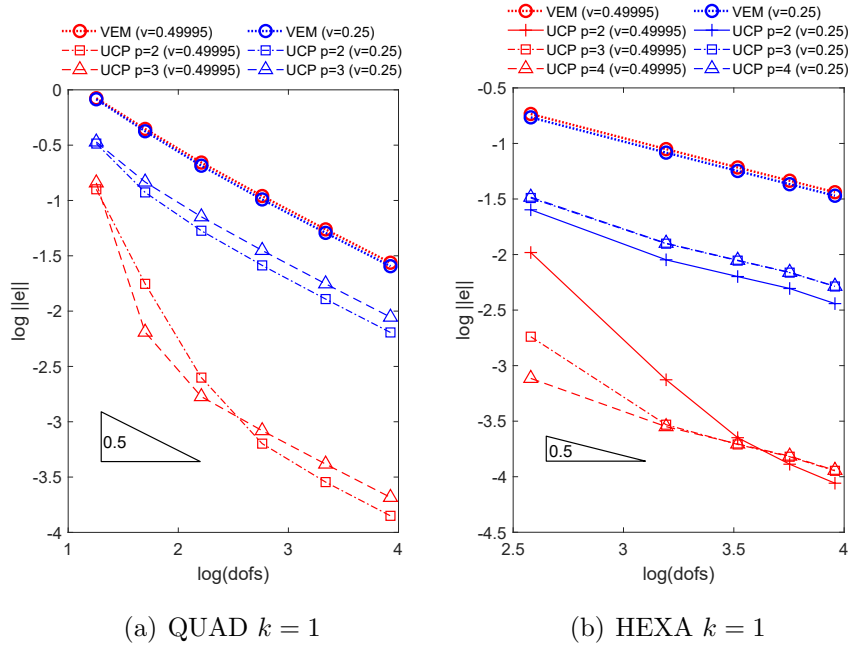 VEM (v=0.49995) VEM (v=0.25)
UCP p=2 (v=0.49995) UCP p=2 (v=0.25)
UCP p=3 (v=0.49995) UCP p=3 (v=0.25)
0
-0.5
-1
-1.5
-2
-2.5
-3
-3.5
-4
log ||e||
0.5
1 2 3 4
log(dofs)
(a) QUAD k = 1
VEM (v=0.49995) VEM (v=0.25)
UCP p=2 (v=0.49995) UCP p=2 (v=0.25)
UCP p=3 (v=0.49995) UCP p=3 (v=0.25)
UCP p=4 (v=0.49995) UCP p=4 (v=0.25)
-0.5
-1
-1.5
-2
-2.5
-3
-3.5
-4
-4.5
log ||e||
0.5
2.5 3 3.5 4
log(dofs)
(b) HEXA k = 1